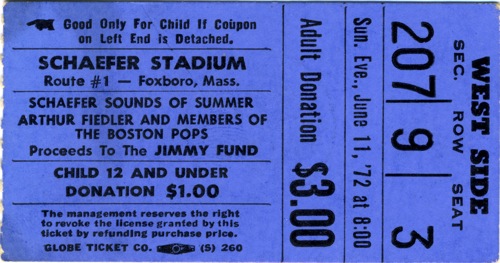 Good Only For Child If Coupon
on Left End is Detached.
SCHAEFER STADIUM
Route #1 — Foxboro, Mass.
SCHAEFER SOUNDS OF SUMMER
ARTHUR FIEDLER AND MEMBERS OF
THE BOSTON POPS
Proceeds To The JIMMY FUND
CHILD 12 AND UNDER
DONATION $1.00
The management reserves the right
to revoke the license granted by this
ticket by refunding purchase price.
GLOBE TICKET CO. (S) 260
Adult Donation $3.00
Sun. Eve., June 11, '72 at 8:00
207 9 3
SEC. ROW SEAT
WEST SIDE